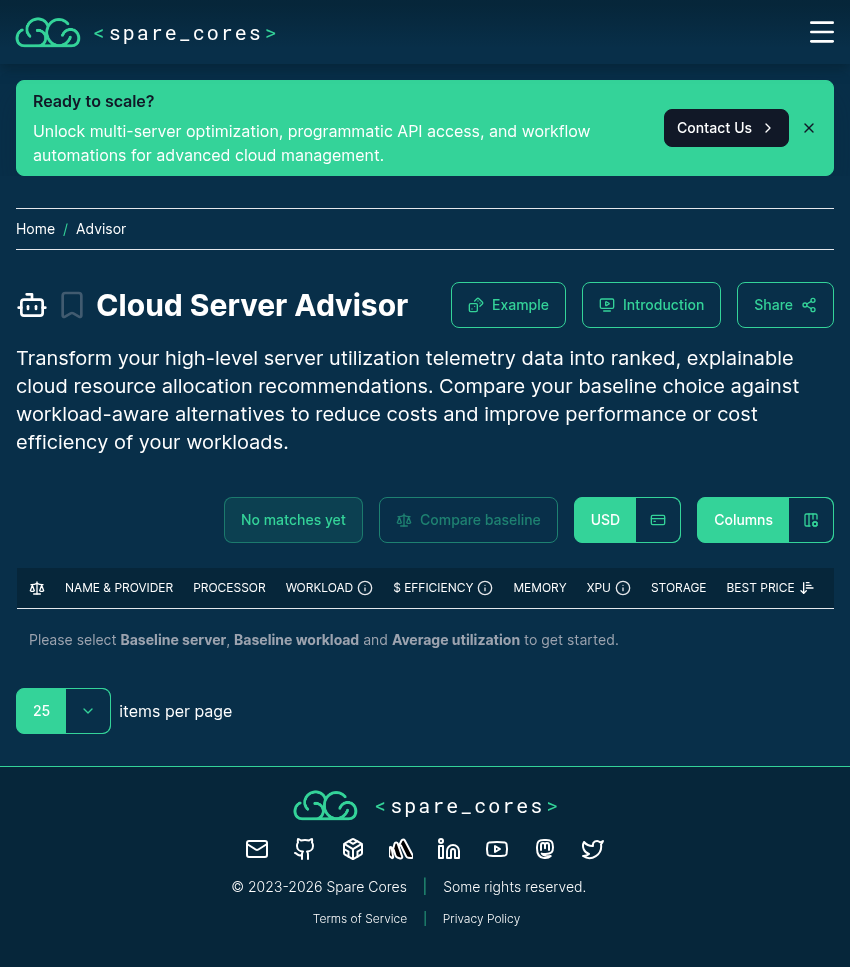 <spare_cores>
Ready to scale?
Unlock multi-server optimization, programmatic API access, and workflow
automations for advanced cloud management.
Contact Us
Home / Advisor
Cloud Server Advisor
Example
Introduction
Share
Transform your high-level server utilization telemetry data into ranked, explainable
cloud resource allocation recommendations. Compare your baseline choice against
workload-aware alternatives to reduce costs and improve performance or cost
efficiency of your workloads.
No matches yet
Compare baseline
USD
Columns
NAME & PROVIDER PROCESSOR WORKLOAD $ EFFICIENCY MEMORY XPU STORAGE BEST PRICE
Please select Baseline server, Baseline workload and Average utilization to get started.
25 items per page
<spare_cores>
© 2023-2026 Spare Cores | Some rights reserved.
Terms of Service | Privacy Policy